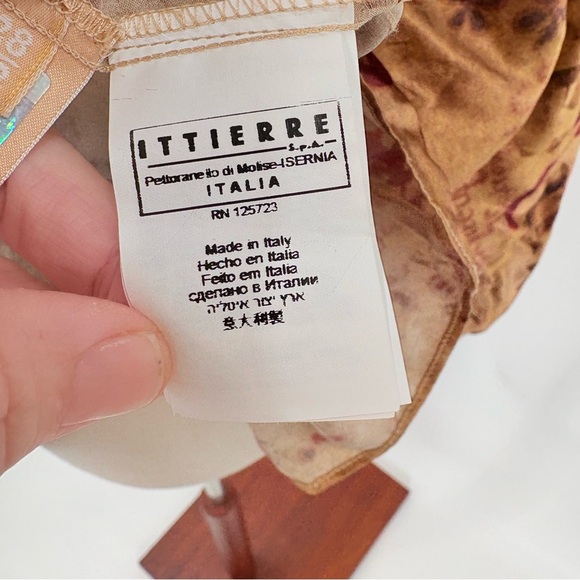 ITTIERRE
S.p.A.
Pettoranello di Molise-ISERNIA
ITALIA
RN 125723
Made in Italy
Hecho en Italia
Feito em Italia
сделано в Италии
ארץ יצור איטליה
意大利製